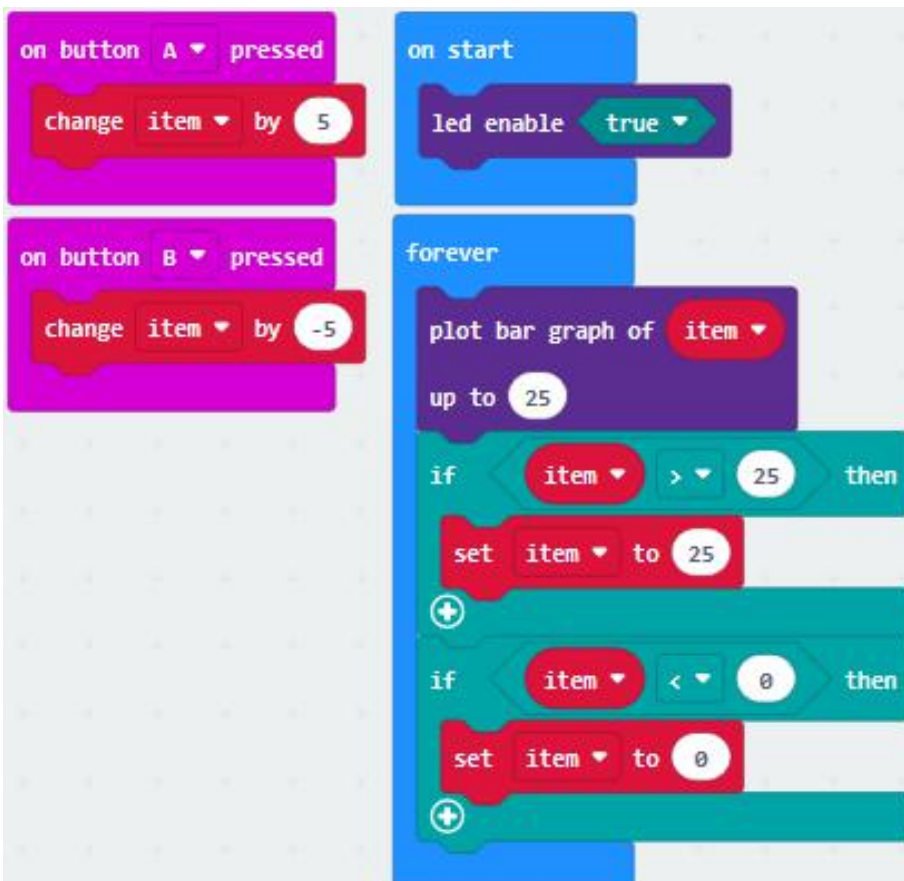 on button A pressed
change item by 5
on button B pressed
change item by -5
on start
led enable true
forever
plot bar graph of item
up to 25
if item > 25 then
set item to 25
if item < 0 then
set item to 0